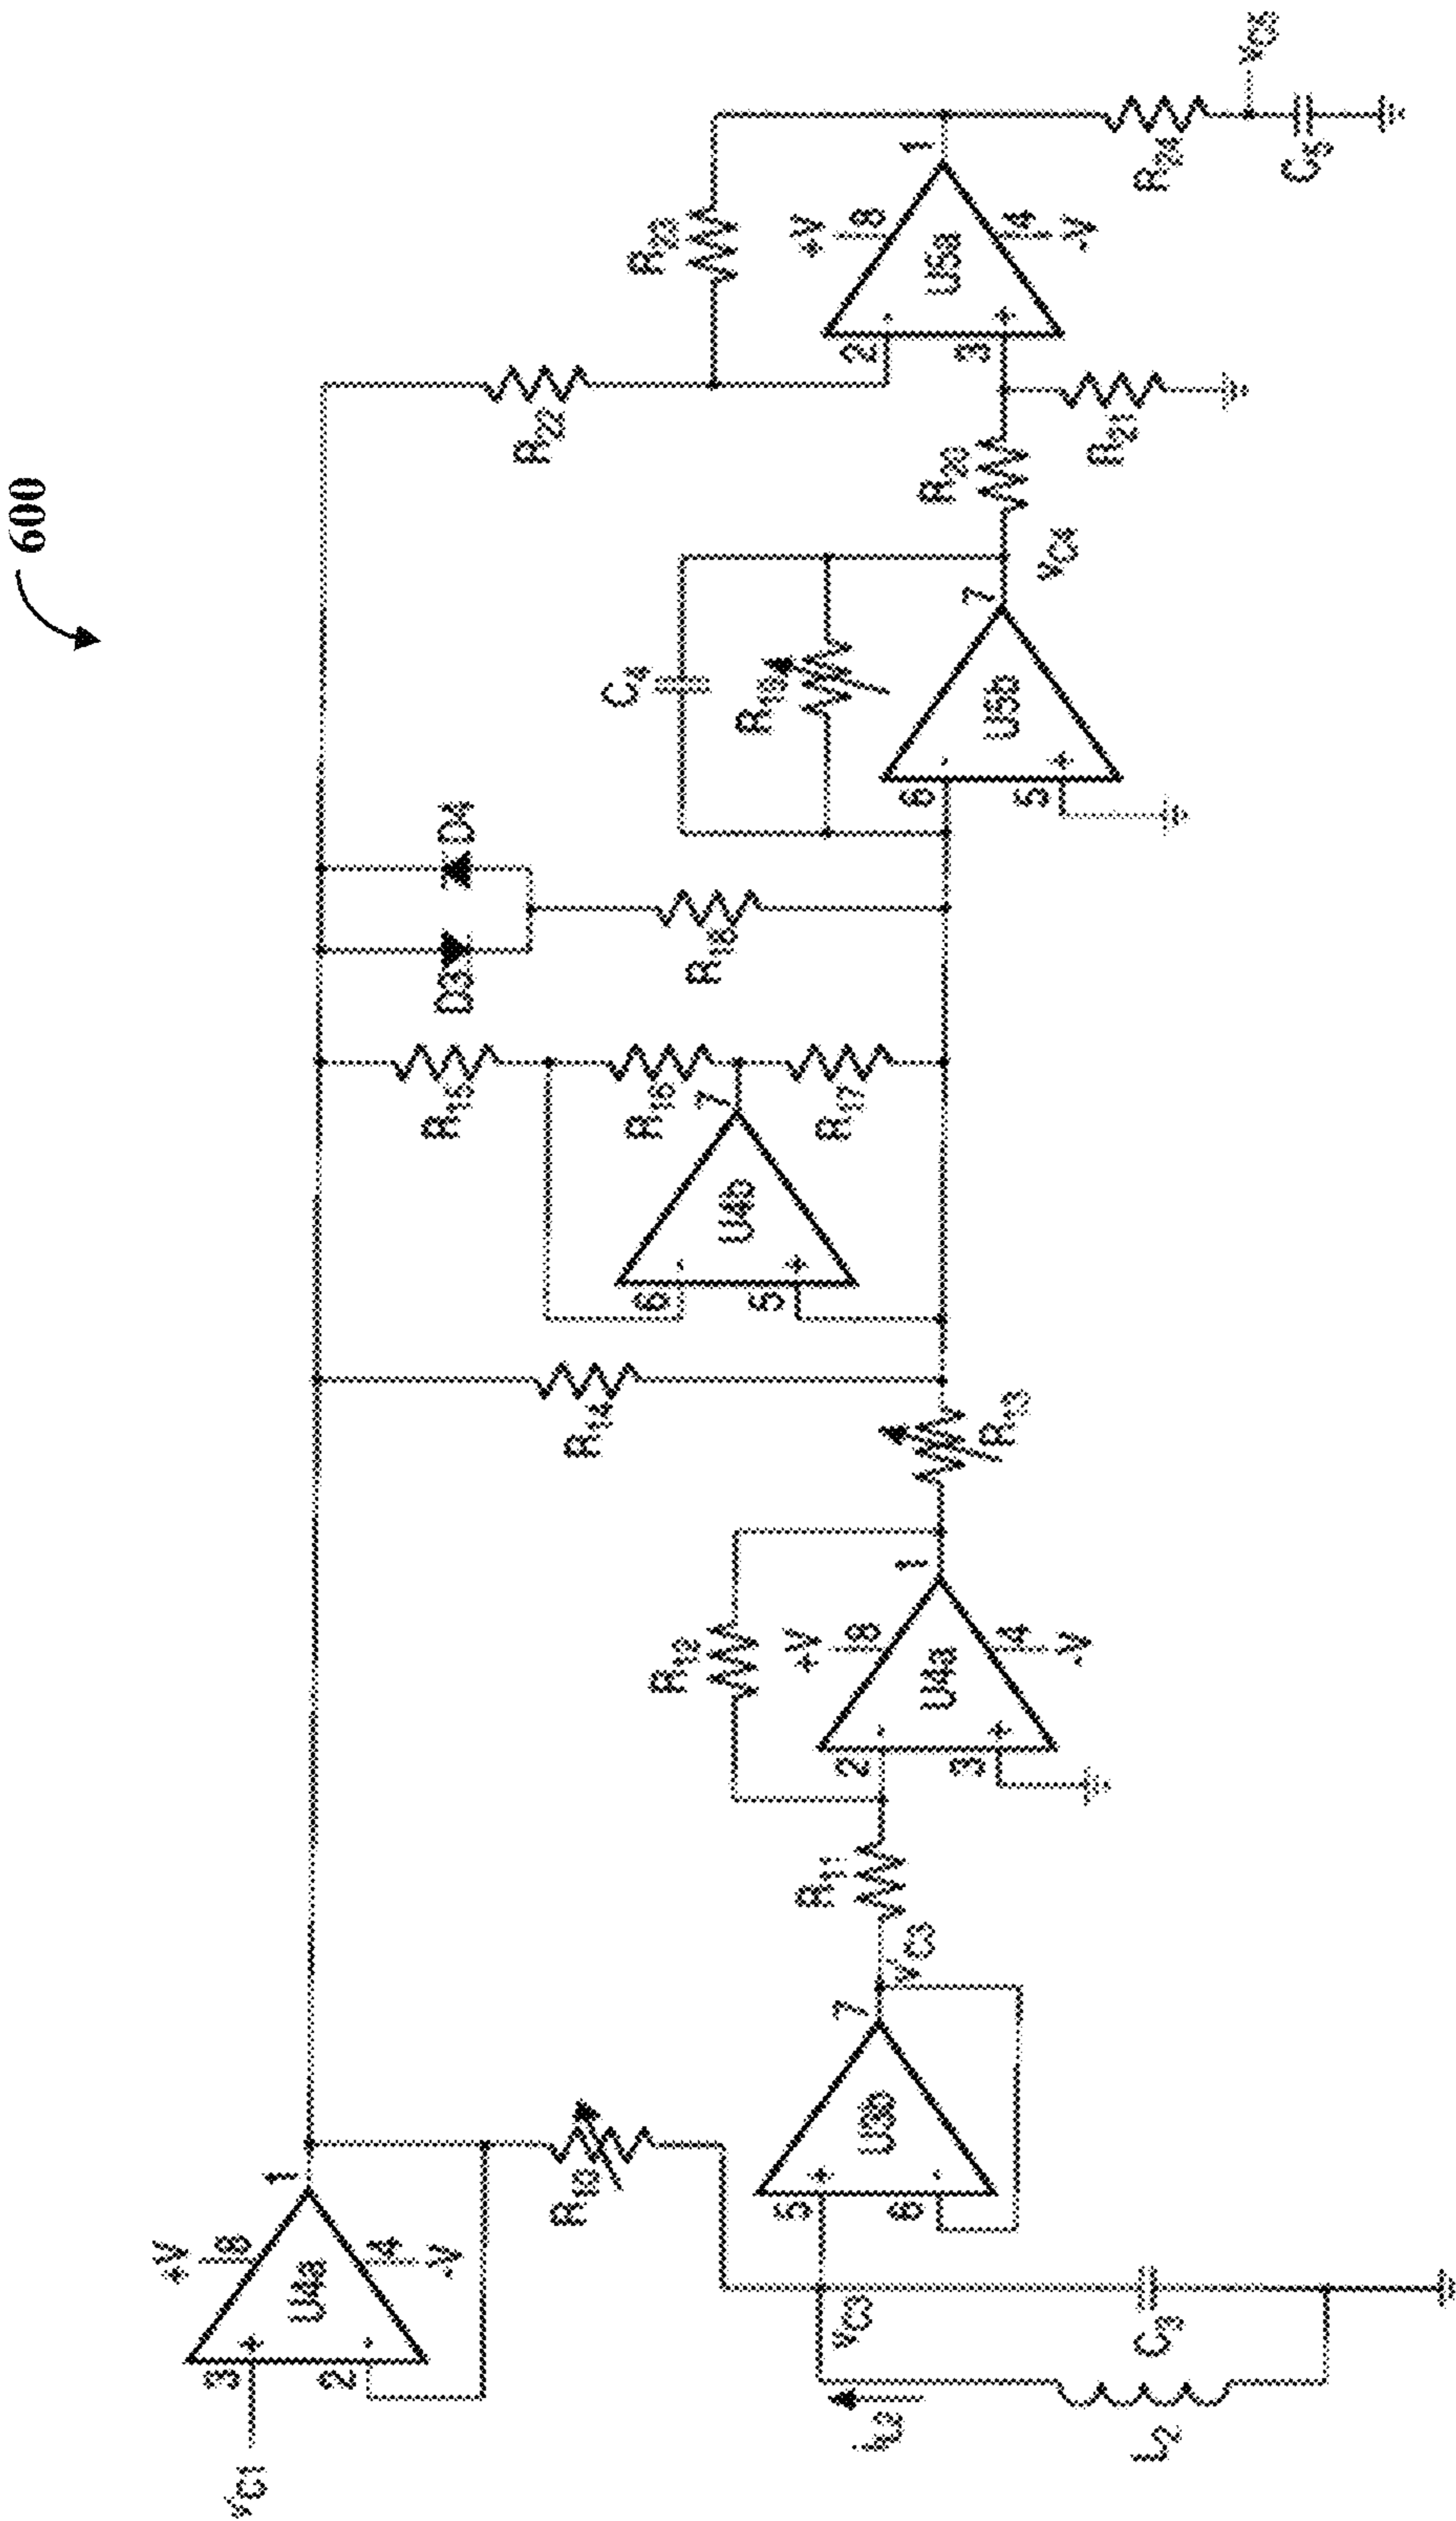 600
vC1
3
2
+
-
U4a
+V
8
4
-V
1
R10
iL2
L2
vC3
C3
5
6
+
-
U3b
7
vC3
R11
2
3
-
+
U4a
+V
8
4
-V
1
R12
R13
R14
6
5
-
+
U4b
7
R15
R16
R17
D3
D4
R18
6
5
-
+
U5b
7
C4
R19
vC4
R20
R21
R22
2
3
-
+
U5a
+V
8
4
-V
1
R23
R24
vC5
C5